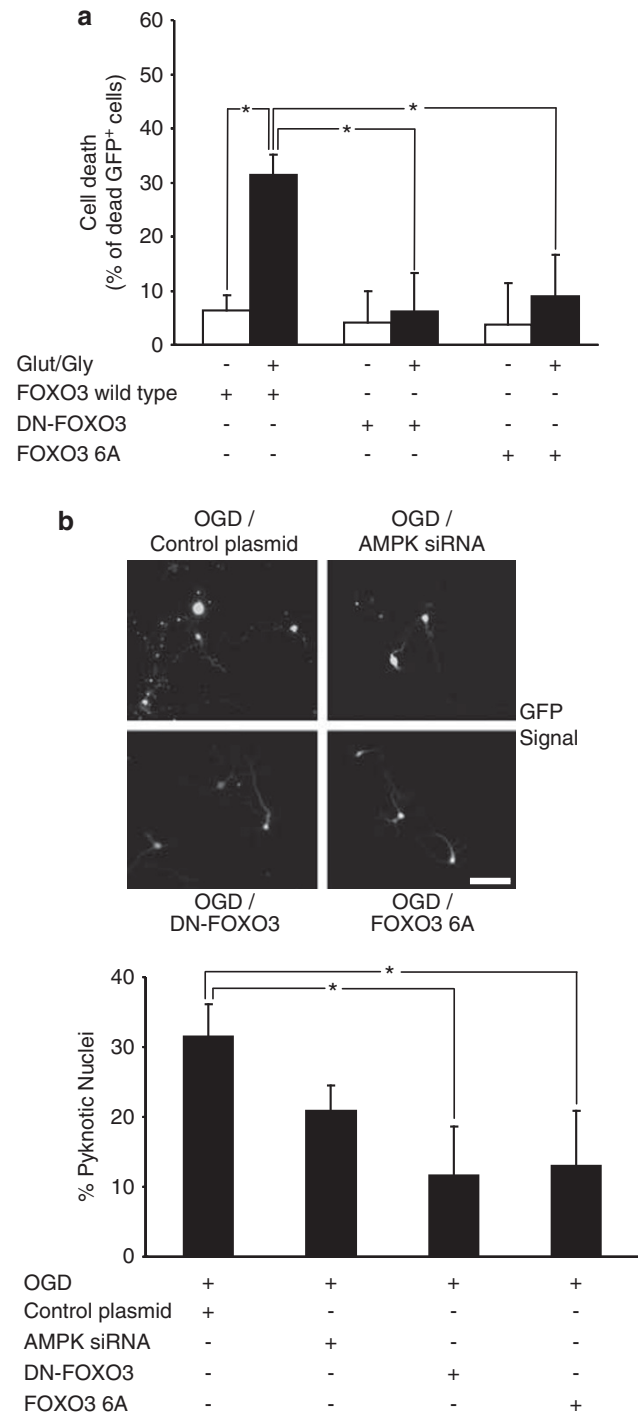 a
60
50
40
30
20
10
0
Cell death
(% of dead GFP+ cells)
*
*
*
Glut/Gly - + - + - +
FOXO3 wild type + + - - - -
DN-FOXO3 - - + + - -
FOXO3 6A - - - - + +
b
OGD /
Control plasmid
OGD /
AMPK siRNA
GFP
Signal
OGD /
DN-FOXO3
OGD /
FOXO3 6A
40
30
20
10
0
% Pyknotic Nuclei
*
*
OGD + + + +
Control plasmid + - - -
AMPK siRNA - + - -
DN-FOXO3 - - + -
FOXO3 6A - - - +